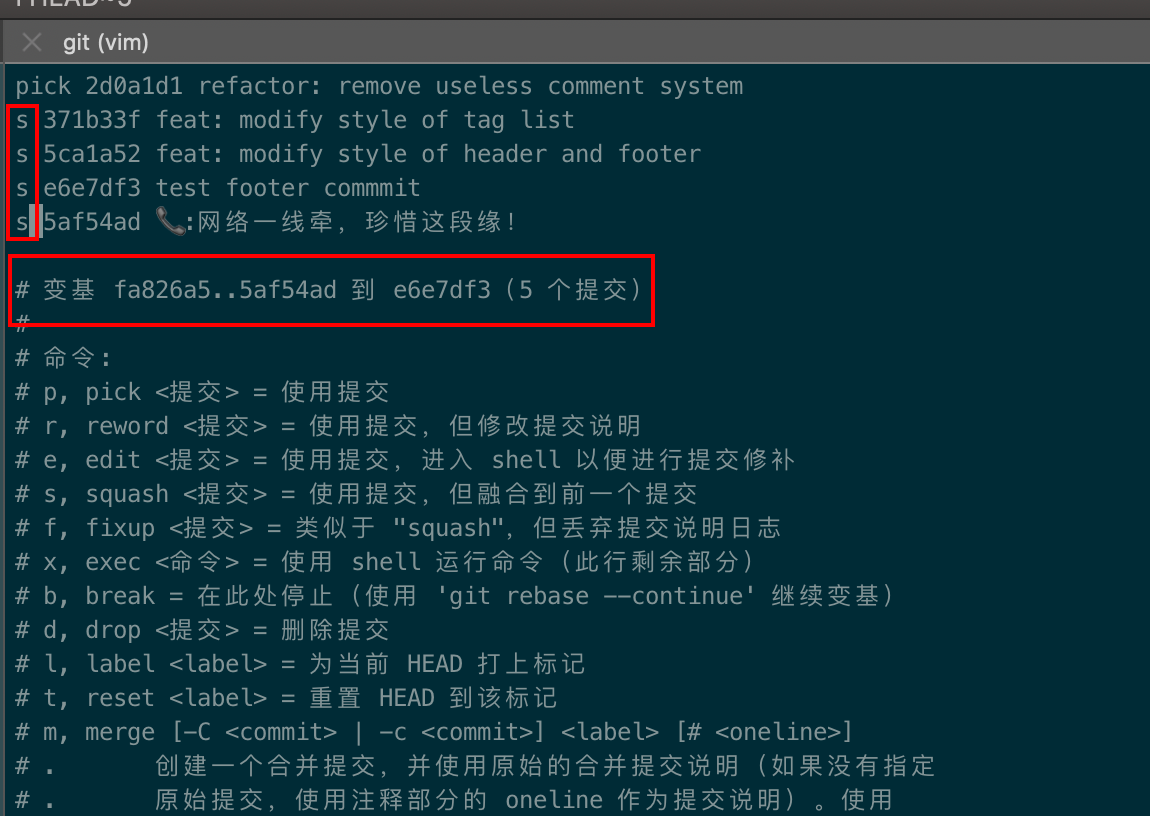 git (vim)
pick 2d0a1d1 refactor: remove useless comment system
s 371b33f feat: modify style of tag list
s 5ca1a52 feat: modify style of header and footer
s e6e7df3 test footer commmit
s 5af54ad 📞:网络一线牵，珍惜这段缘！
# 变基 fa826a5..5af54ad 到 e6e7df3（5 个提交）
#
# 命令:
# p, pick <提交> = 使用提交
# r, reword <提交> = 使用提交，但修改提交说明
# e, edit <提交> = 使用提交，进入 shell 以便进行提交修补
# s, squash <提交> = 使用提交，但融合到前一个提交
# f, fixup <提交> = 类似于 "squash"，但丢弃提交说明日志
# x, exec <命令> = 使用 shell 运行命令（此行剩余部分）
# b, break = 在此处停止（使用 'git rebase --continue' 继续变基）
# d, drop <提交> = 删除提交
# l, label <label> = 为当前 HEAD 打上标记
# t, reset <label> = 重置 HEAD 到该标记
# m, merge [-C <commit> | -c <commit>] <label> [# <oneline>]
# .       创建一个合并提交，并使用原始的合并提交说明（如果没有指定
# .       原始提交，使用注释部分的 oneline 作为提交说明）。使用